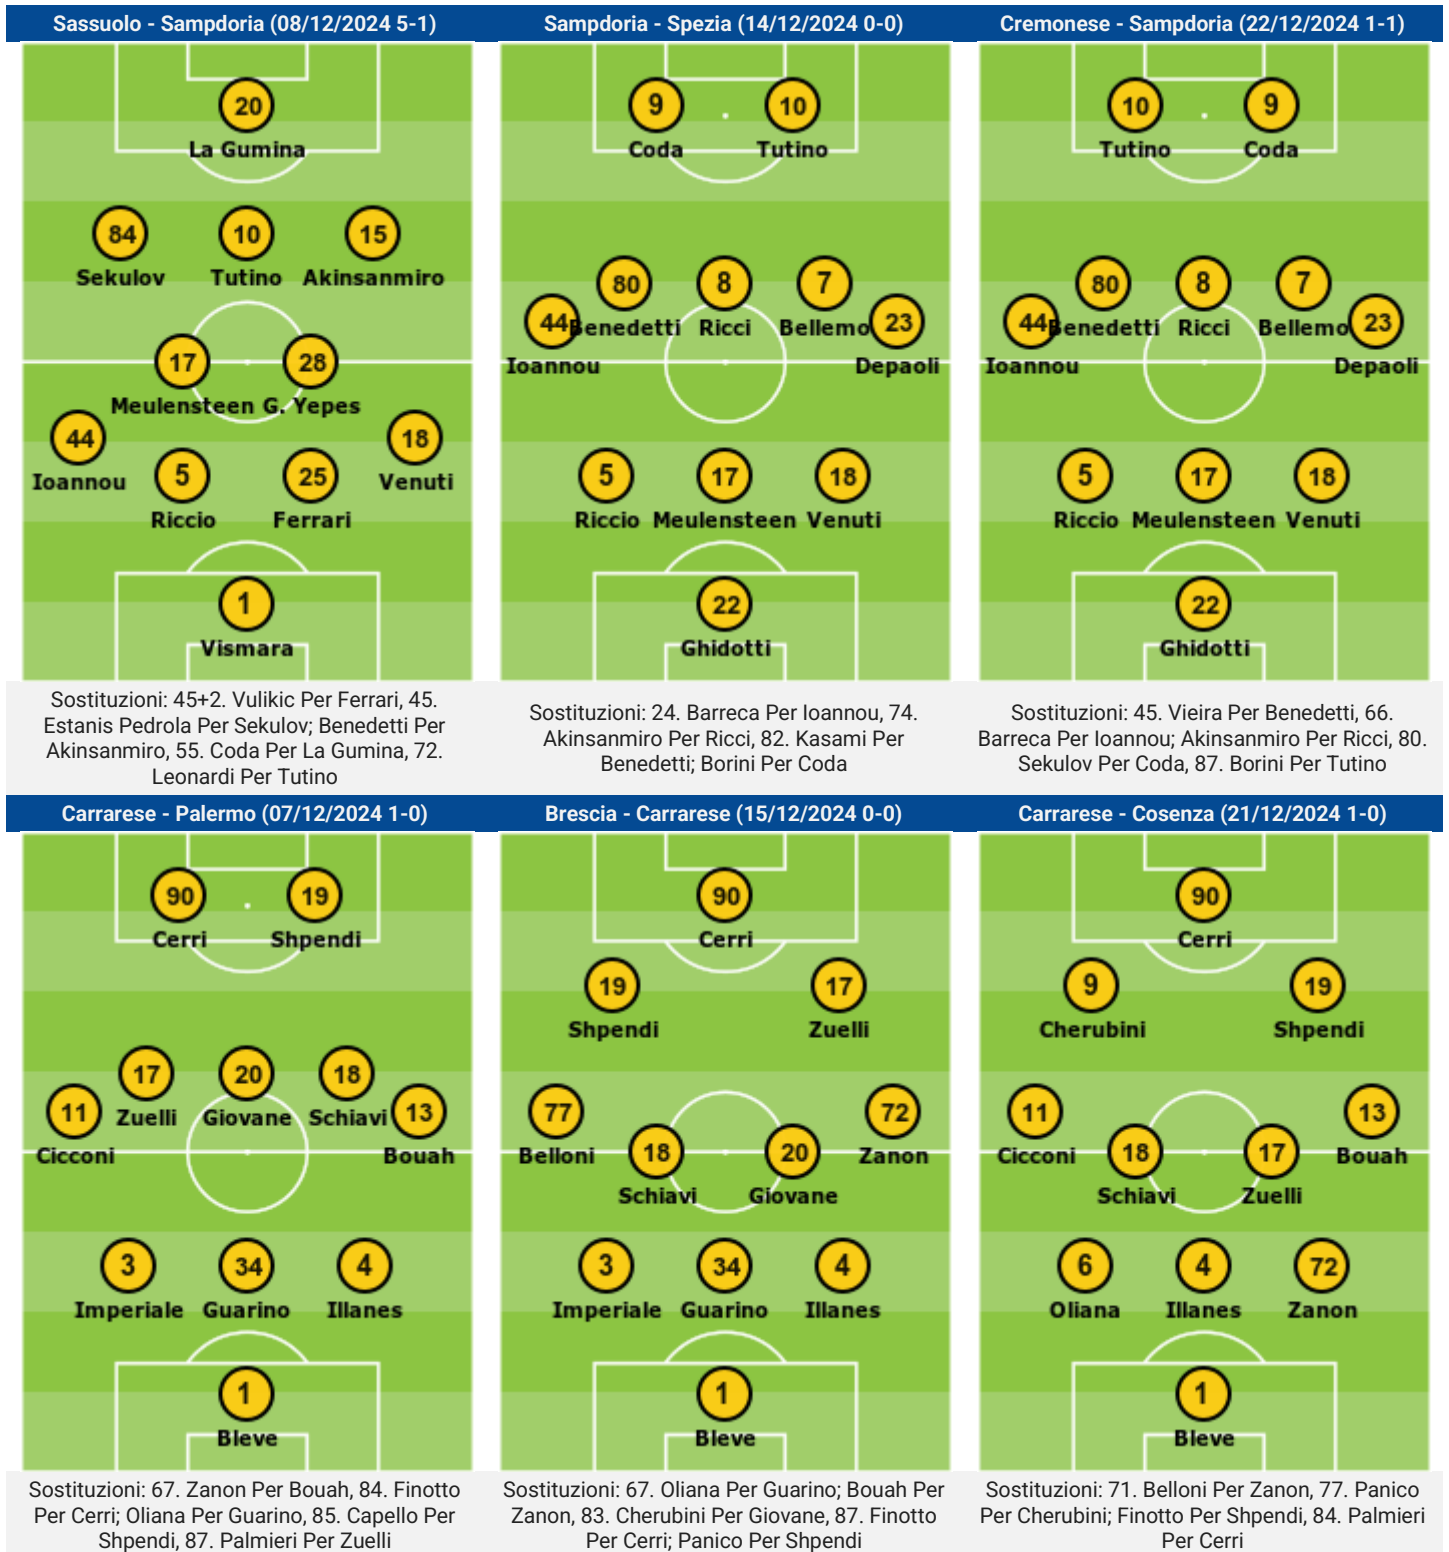 Sassuolo - Sampdoria (08/12/2024 5-1)
20
La Gumina
84 10 15
Sekulov Tutino Akinsanmiro
17 28
Meulensteen G. Yepes
44 18
Ioannou Venuti
5 25
Riccio Ferrari
1
Vismara
Sostituzioni: 45+2. Vulikic Per Ferrari, 45.
Estanis Pedrola Per Sekulov; Benedetti Per
Akinsanmiro, 55. Coda Per La Gumina, 72.
Leonardi Per Tutino
Sampdoria - Spezia (14/12/2024 0-0)
9 10
Coda Tutino
80 8 7
44 23
Benedetti Ricci Bellemo
Ioannou Depaoli
5 17 18
Riccio Meulensteen Venuti
22
Ghidotti
Sostituzioni: 24. Barreca Per Ioannou, 74.
Akinsanmiro Per Ricci, 82. Kasami Per
Benedetti; Borini Per Coda
Cremonese - Sampdoria (22/12/2024 1-1)
10 9
Tutino Coda
80 8 7
44 23
Benedetti Ricci Bellemo
Ioannou Depaoli
5 17 18
Riccio Meulensteen Venuti
22
Ghidotti
Sostituzioni: 45. Vieira Per Benedetti, 66.
Barreca Per Ioannou; Akinsanmiro Per Ricci, 80.
Sekulov Per Coda, 87. Borini Per Tutino
Carrarese - Palermo (07/12/2024 1-0)
90 19
Cerri Shpendi
17 20 18
11 13
Zuelli Giovane Schiavi
Cicconi Bouah
3 34 4
Imperiale Guarino Illanes
1
Bleve
Sostituzioni: 67. Zanon Per Bouah, 84. Finotto
Per Cerri; Oliana Per Guarino, 85. Capello Per
Shpendi, 87. Palmieri Per Zuelli
Brescia - Carrarese (15/12/2024 0-0)
90
Cerri
19 17
Shpendi Zuelli
77 72
Belloni Zanon
18 20
Schiavi Giovane
3 34 4
Imperiale Guarino Illanes
1
Bleve
Sostituzioni: 67. Oliana Per Guarino; Bouah Per
Zanon, 83. Cherubini Per Giovane, 87. Finotto
Per Cerri; Panico Per Shpendi
Carrarese - Cosenza (21/12/2024 1-0)
90
Cerri
9 19
Cherubini Shpendi
11 13
Cicconi Bouah
18 17
Schiavi Zuelli
6 4 72
Oliana Illanes Zanon
1
Bleve
Sostituzioni: 71. Belloni Per Zanon, 77. Panico
Per Cherubini; Finotto Per Shpendi, 84. Palmieri
Per Cerri